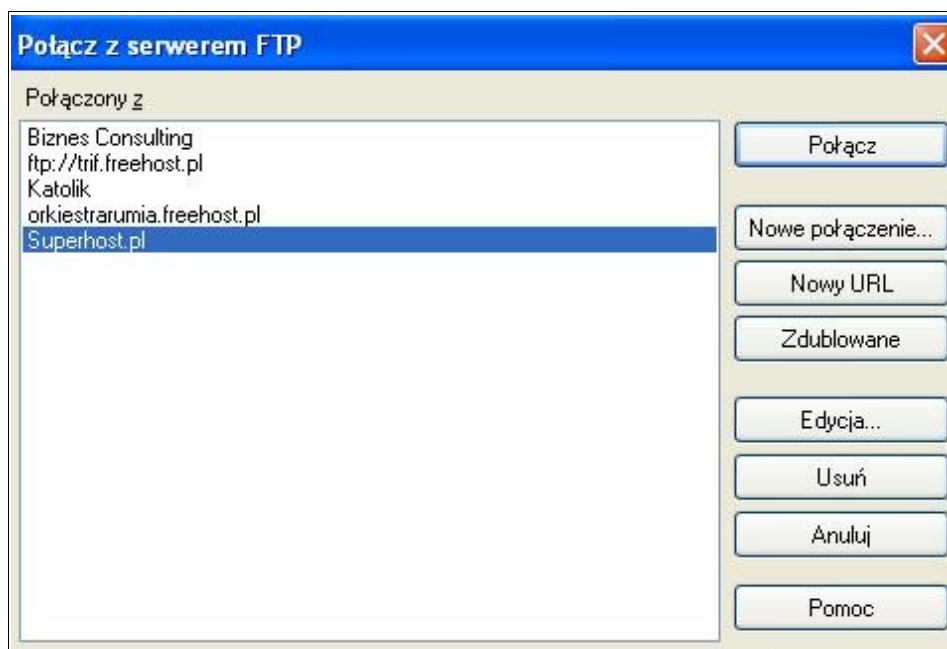 Połącz z serwerem FTP
Połączony z
Biznes Consulting
ftp://trif.freehost.pl
Katolik
orkiestrarumia.freehost.pl
Superhost.pl
Połącz
Nowe połączenie...
Nowy URL
Zdublowane
Edycja...
Usuń
Anuluj
Pomoc